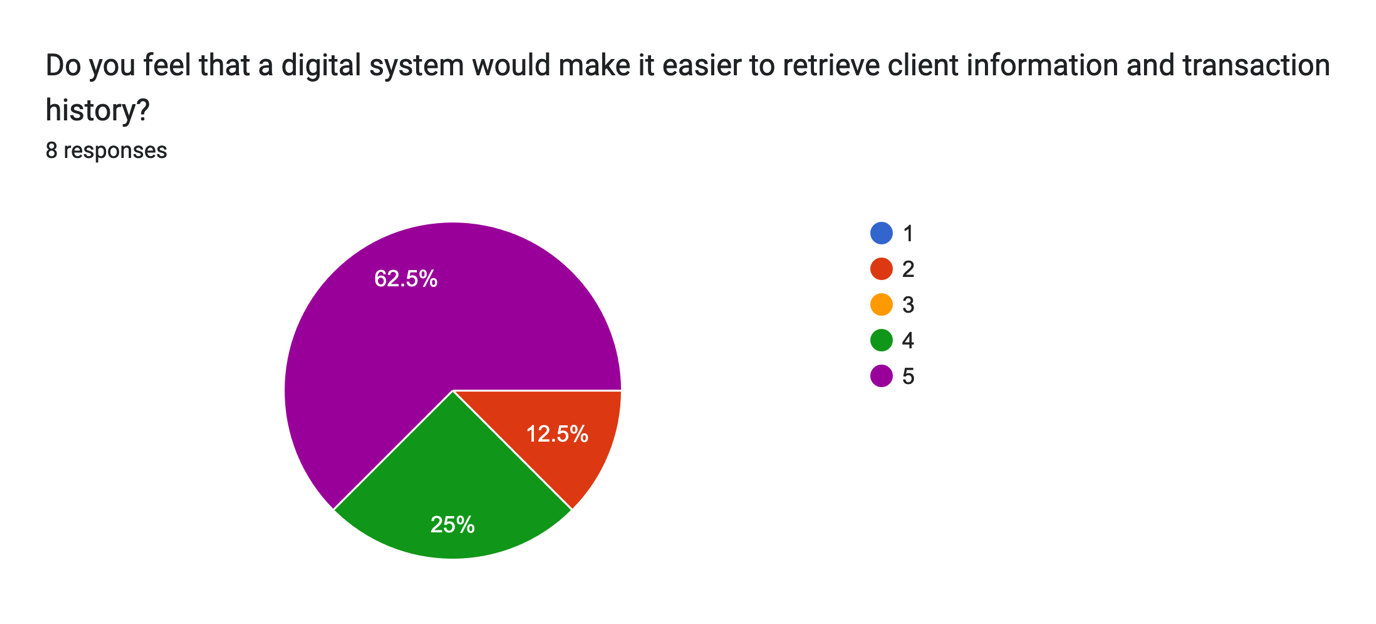 Do you feel that a digital system would make it easier to retrieve client information and transaction
history?
8 responses
62.5%
12.5%
25%
1
2
3
4
5